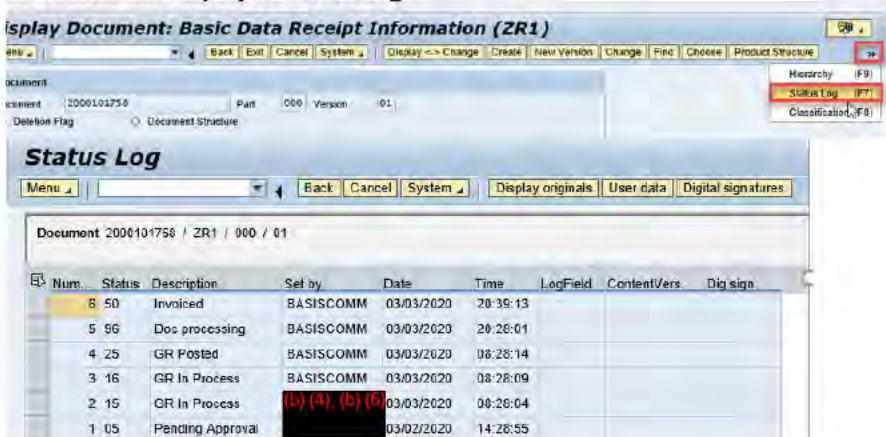 isplay Document: Basic Data Receipt Information (ZR1)
Back Exit Cancel System Display <-> Change Create New Version Change Find Choose Product Structure »
Hierarchy (F9)
Status Log (F7)
Classification (F8)
ocument
ocument 2000101758 Part 000 Version 01
Deletion Flag Document Structure
Status Log
Menu Back Cancel System Display originals User data Digital signatures
Document 2000101758 / ZR1 / 000 / 01
Num... Status Description Set by Date Time LogField ContentVers. Dig sign
6 50 Invoiced BASISCOMM 03/03/2020 20:39:13
5 96 Doc processing BASISCOMM 03/03/2020 20:28:01
4 25 GR Posted BASISCOMM 03/03/2020 08:28:14
3 16 GR In Process BASISCOMM 03/03/2020 08:28:09
2 15 GR In Process (b) (4), (b) (6) 03/03/2020 08:28:04
1 05 Pending Approval 03/02/2020 14:28:55